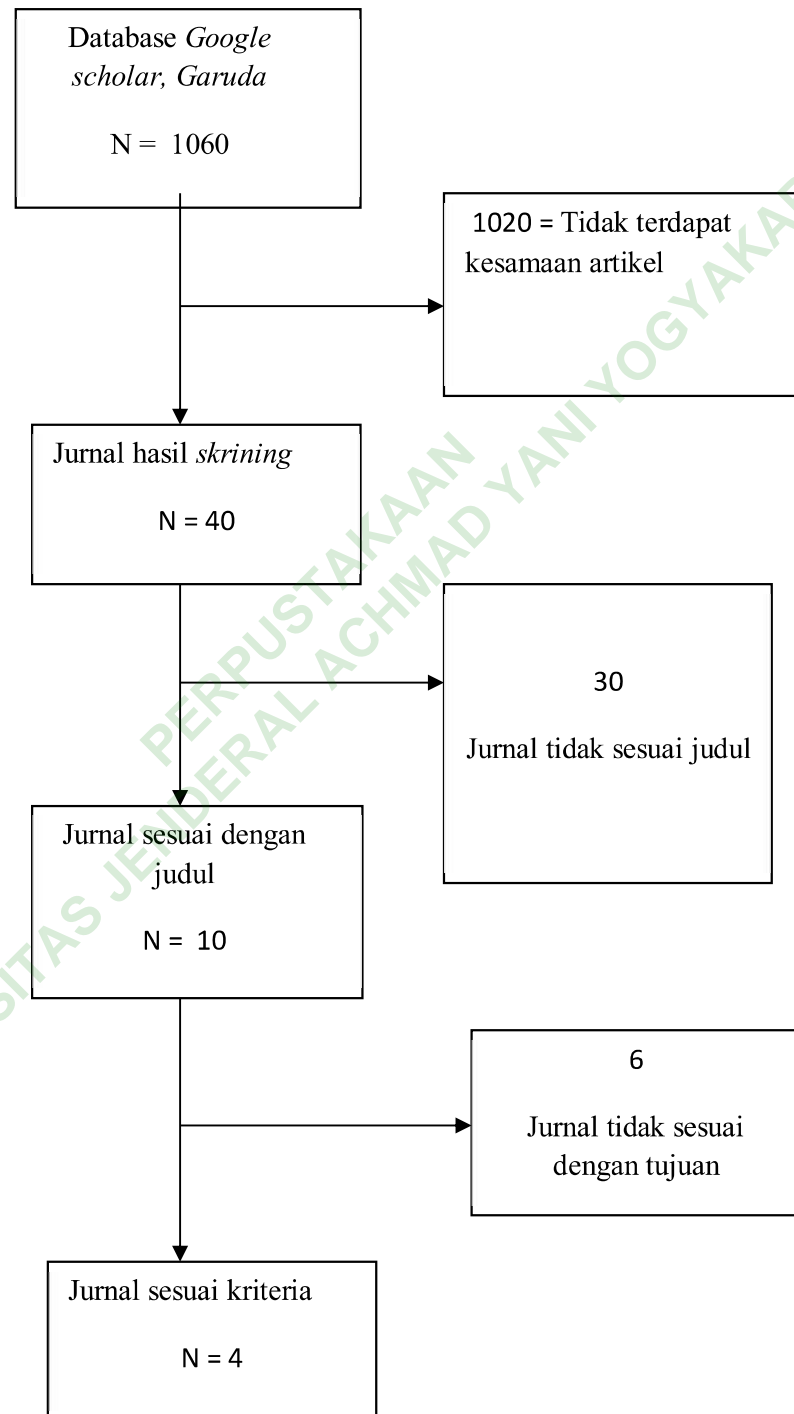 Database Google
scholar, Garuda
N = 1060
1020 = Tidak terdapat
kesamaan artikel
Jurnal hasil skrining
N = 40
30
Jurnal tidak sesuai judul
Jurnal sesuai dengan
judul
N = 10
6
Jurnal tidak sesuai
dengan tujuan
Jurnal sesuai kriteria
N = 4
PERPUSTAKAAN
SITAS JENDERAL ACHMAD YANI YOGYAKAR